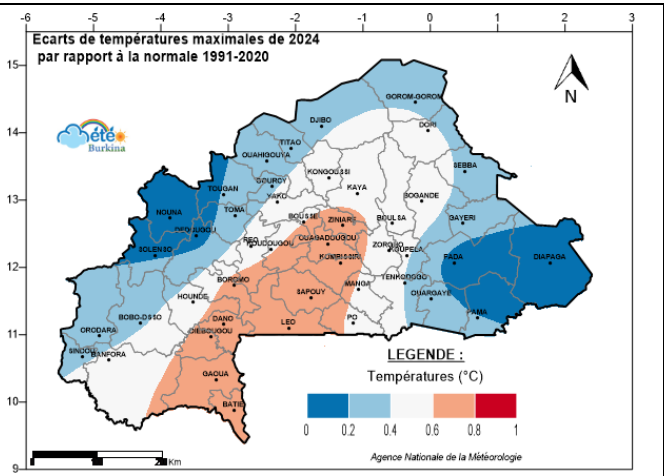 -6 -5 -4 -3 -2 -1 0 1 2 3
Ecarts de températures maximales de 2024
par rapport à la normale 1991-2020
15
14
13
12
11
10
9
N
été
Burkina
GOROM-GOROM
DJIBO
DORI
TITAO
OUAHIGOUYA
SEBBA
KONGOUSSI
GOURCY
TOUGAN
YAKO
KAYA
BOGANDE
NOUNA
TOMA
BOUSSE
ZINIARE
BOULSA
GAYERI
DEDOUGOU
OUAGADOUGOU
SOLENSO
KOUDOUGOU
ZORGHO
KOUPELA
KOMBISSIRI
FADA
DIAPAGA
BOROMO
TENKODOGO
MANGA
HOUNDE
SAPOUY
OUARGAYE
BOBO-DSSO
DANO
LEO
PO
PAMA
ORODARA
DIEBOUGOU
SINDOU
BANFORA
GAOUA
BATIE
LEGENDE :
Températures (°C)
0 0.2 0.4 0.6 0.8 1
Km
Agence Nationale de la Météorologie